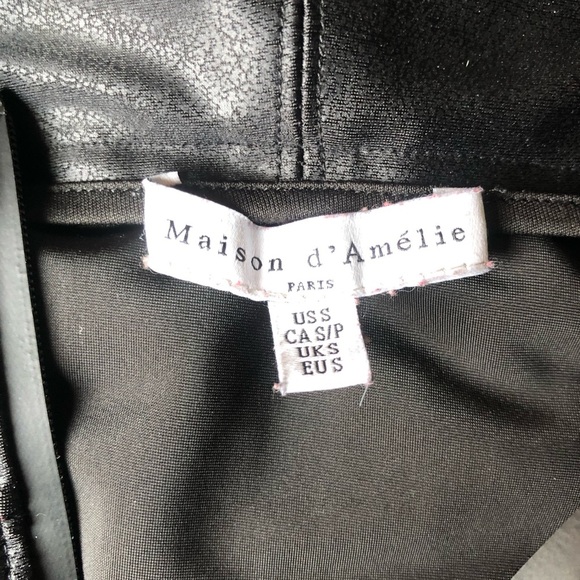 Maison d'Amélie
PARIS
US S
CA S/P
UK S
EU S